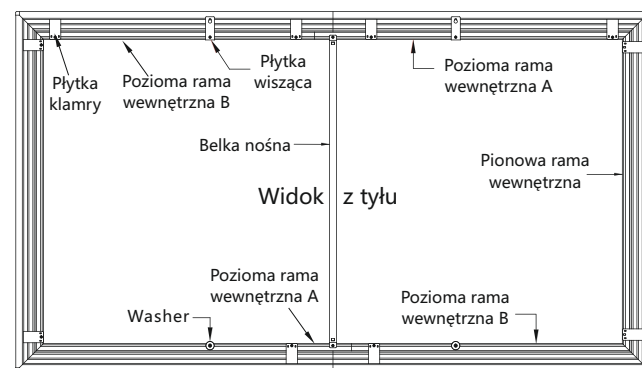 Płytka
klamry
Pozioma rama
wewnętrzna B
Płytka
wisząca
Pozioma rama
wewnętrzna A
Belka nośna
Pionowa rama
wewnętrzna
Widok z tyłu
Pozioma rama
wewnętrzna A
Washer
Pozioma rama
wewnętrzna B